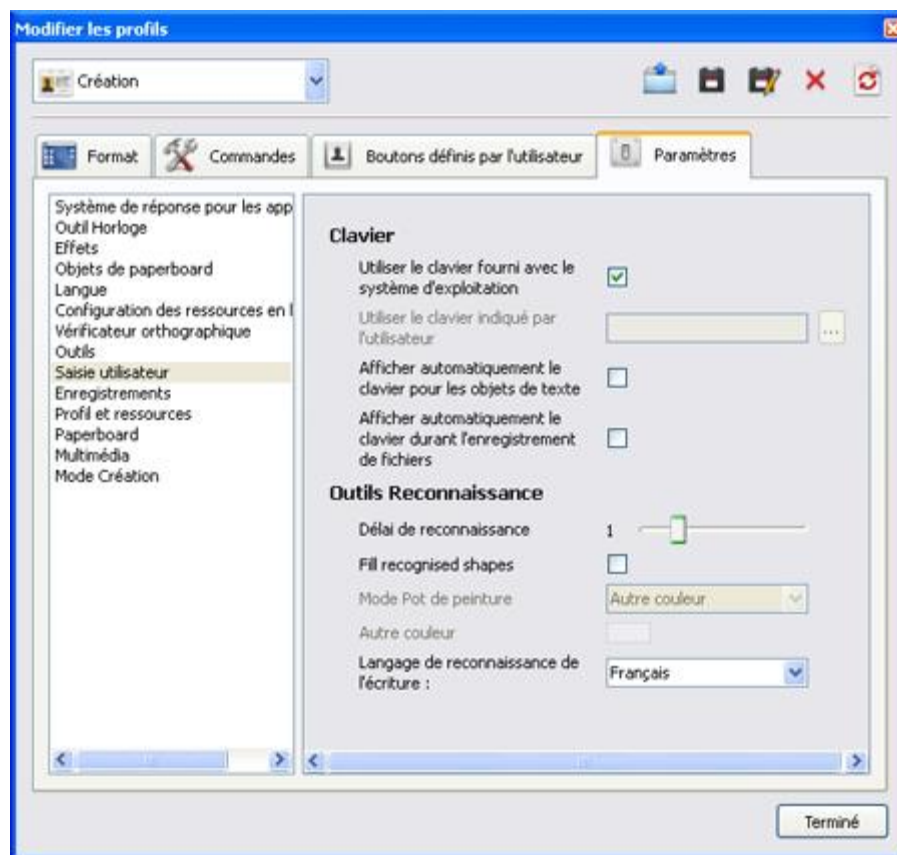 Modifier les profils
Création
Format
Commandes
Boutons définis par l'utilisateur
Paramètres
Système de réponse pour les app
Outil Horloge
Effets
Objets de paperboard
Langue
Configuration des ressources en l
Vérificateur orthographique
Outils
Saisie utilisateur
Enregistrements
Profil et ressources
Paperboard
Multimédia
Mode Création
Clavier
Utiliser le clavier fourni avec le
système d'exploitation
Utiliser le clavier indiqué par
l'utilisateur
...
Afficher automatiquement le
clavier pour les objets de texte
Afficher automatiquement le
clavier durant l'enregistrement
de fichiers
Outils Reconnaissance
Délai de reconnaissance
1
Fill recognised shapes
Mode Pot de peinture
Autre couleur
Autre couleur
Langage de reconnaissance de
l'écriture :
Français
Terminé